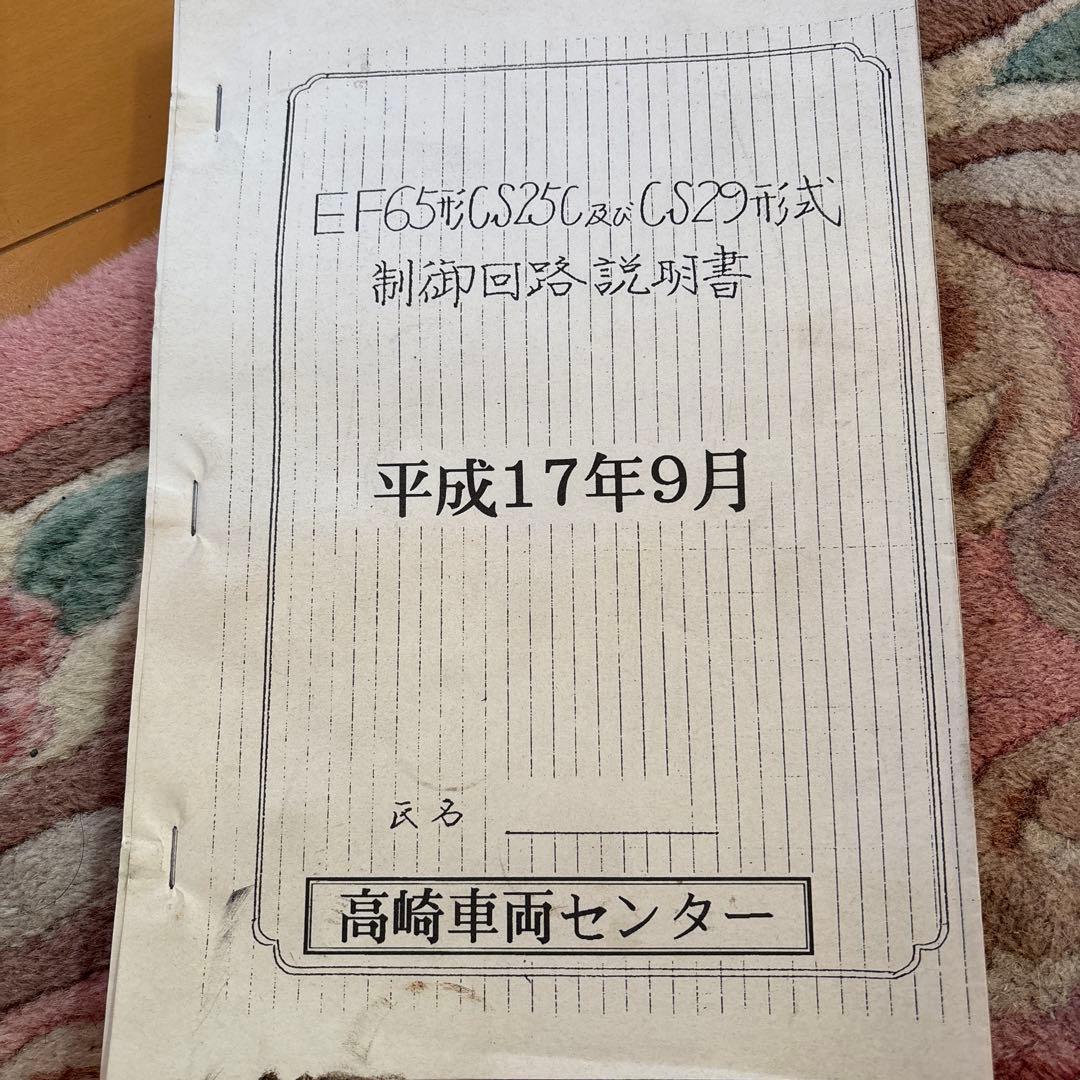 EF65形CS25C及びCS29形式
制御回路説明書
平成17年9月
氏名
高崎車両センター